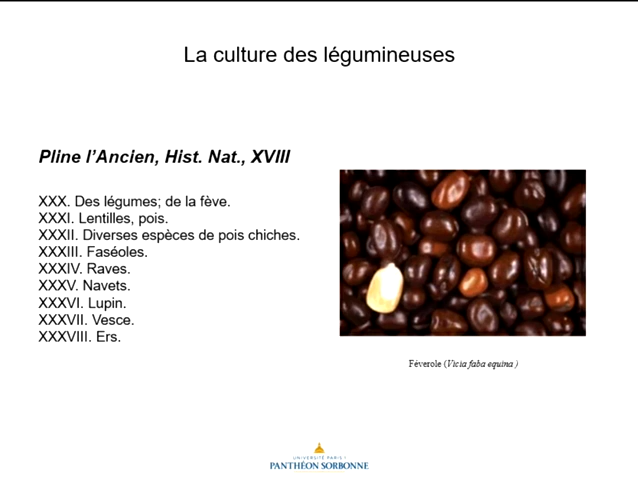 La culture des légumineuses
Pline l'Ancien, Hist. Nat., XVIII
XXX. Des légumes; de la fève.
XXXI. Lentilles, pois.
XXXII. Diverses espèces de pois chiches.
XXXIII. Faséoles.
XXXIV. Raves.
XXXV. Navets.
XXXVI. Lupin.
XXXVII. Vesce.
XXXVIII. Ers.
Féverole (Vicia faba equina )
UNIVERSITÉ PARIS 1
PANTHÉON SORBONNE